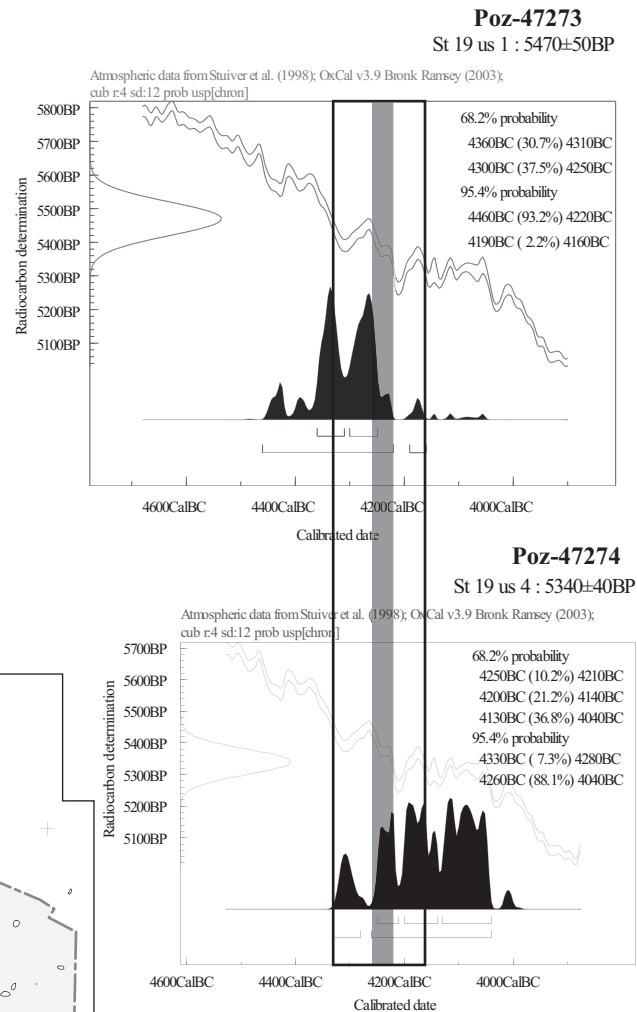 Poz-47273
St 19 us 1 : 5470±50BP
Atmospheric data from Stuiver et al. (1998); OxCal v3.9 Bronk Ramsey (2003);
cub r:4 sd:12 prob usp[chron]
68.2% probability
4360BC (30.7%) 4310BC
4300BC (37.5%) 4250BC
95.4% probability
4460BC (93.2%) 4220BC
4190BC ( 2.2%) 4160BC
Radiocarbon determination
5800BP
5700BP
5600BP
5500BP
5400BP
5300BP
5200BP
5100BP
4600CalBC 4400CalBC 4200CalBC 4000CalBC
Calibrated date
Poz-47274
St 19 us 4 : 5340±40BP
Atmospheric data from Stuiver et al. (1998); OxCal v3.9 Bronk Ramsey (2003);
cub r:4 sd:12 prob usp[chron]
68.2% probability
4250BC (10.2%) 4210BC
4200BC (21.2%) 4140BC
4130BC (36.8%) 4040BC
95.4% probability
4330BC ( 7.3%) 4280BC
4260BC (88.1%) 4040BC
Radiocarbon determination
5700BP
5600BP
5500BP
5400BP
5300BP
5200BP
5100BP
4600CalBC 4400CalBC 4200CalBC 4000CalBC
Calibrated date